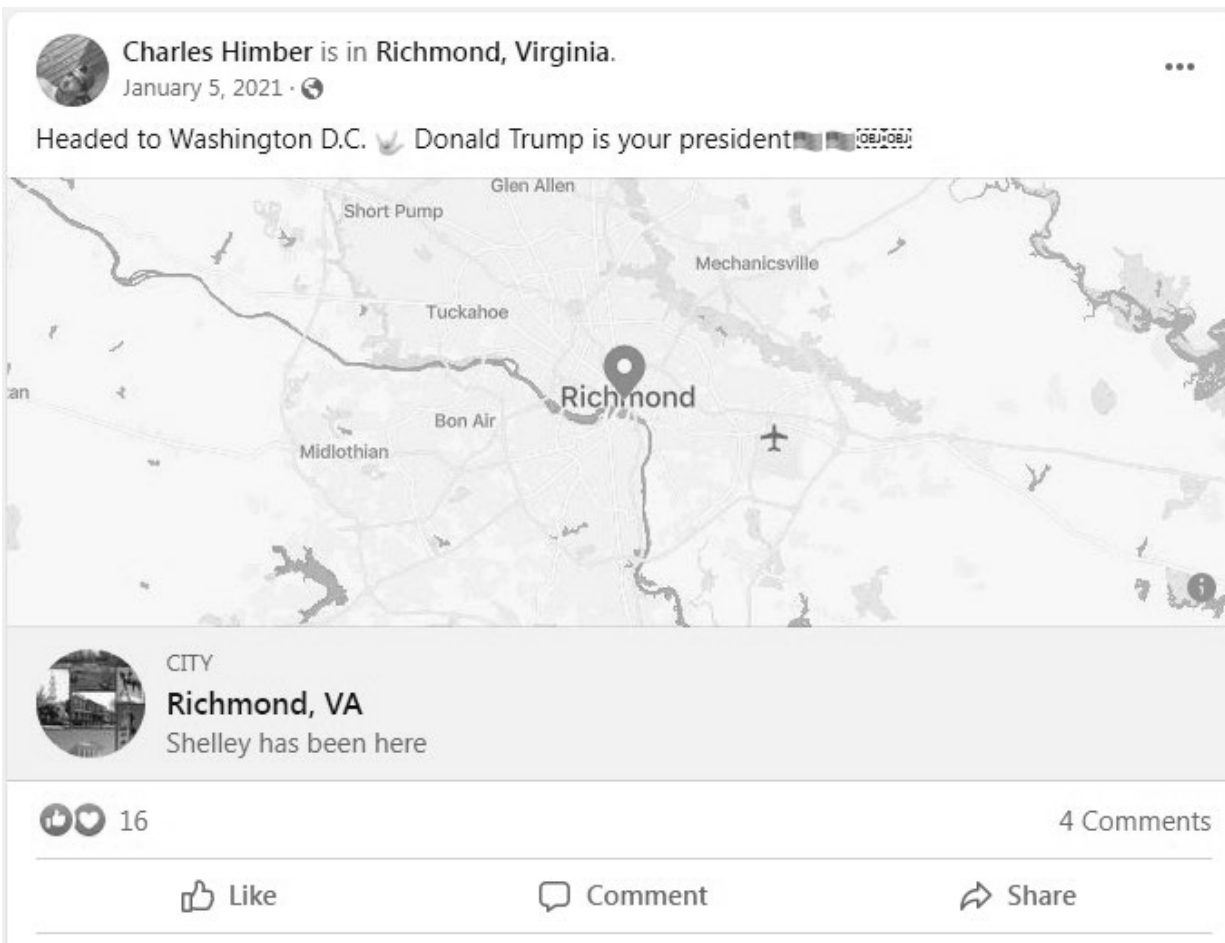 Charles Himber is in Richmond, Virginia.
January 5, 2021 ·
Headed to Washington D.C. 🤟 Donald Trump is your president
Glen Allen
Short Pump
Mechanicsville
Tuckahoe
an
Richmond
Bon Air
Midlothian
CITY
Richmond, VA
Shelley has been here
16
4 Comments
Like Comment Share